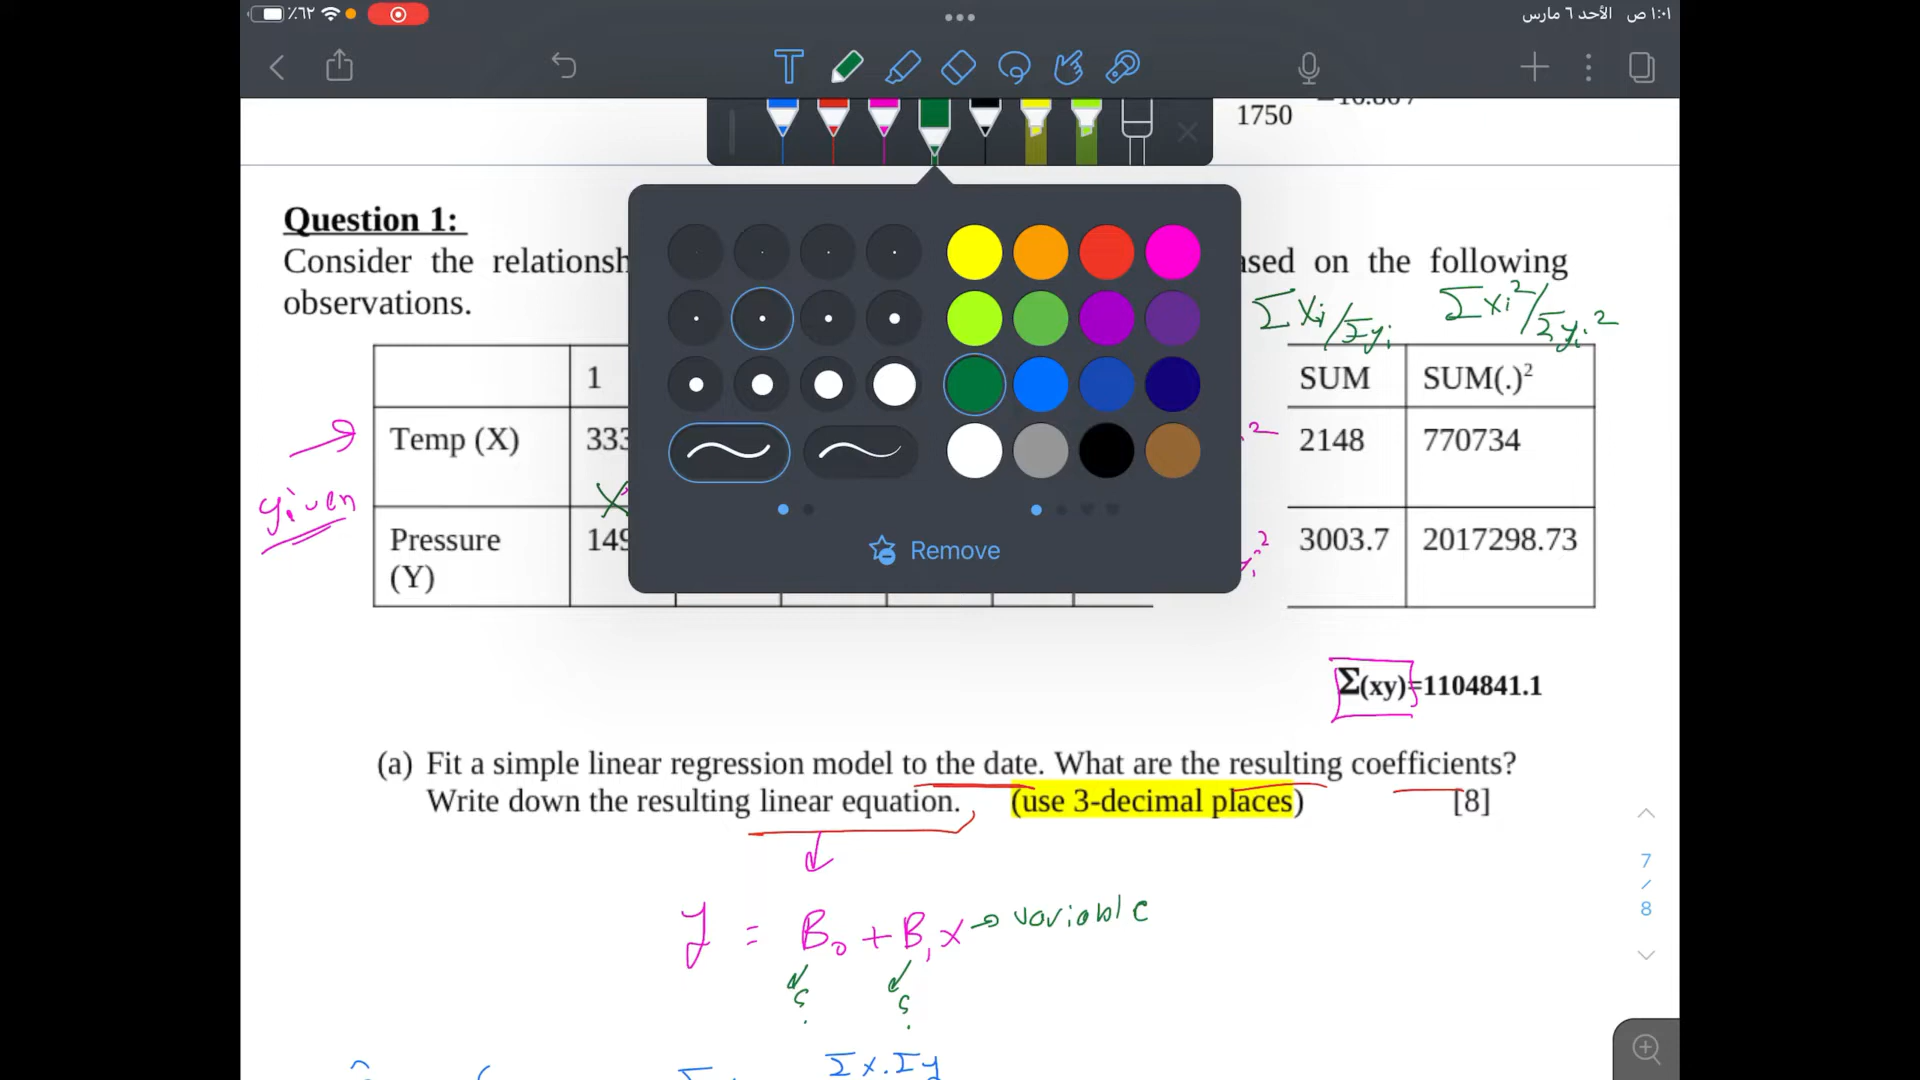 ٪٦٢
١:٠١ ص الأحد ٦ مارس
1750
Question 1:
Consider the relationsh
ased on the following
observations.
Σxi/Σyi Σxi²/Σyi²
1 SUM SUM(.)²
Temp (X) 333 2148 770734
given
Pressure 149 3003.7 2017298.73
(Y)
Remove
Σ(xy)=1104841.1
(a) Fit a simple linear regression model to the date. What are the resulting coefficients?
Write down the resulting linear equation. (use 3-decimal places) [8]
7
/
8
y = B₀ + B₁x → variable
؟ ؟
Σx.Σy